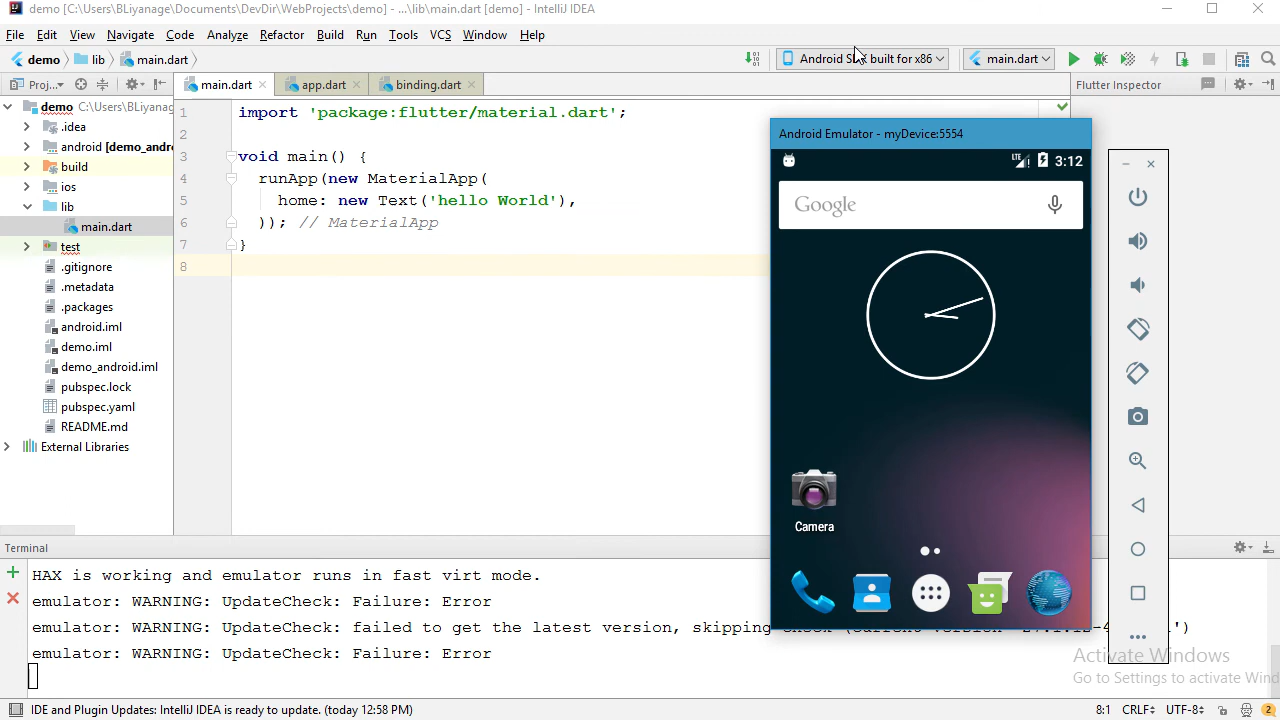 demo [C:\Users\BLiyanage\Documents\DevDir\WebProjects\demo] - ...\lib\main.dart [demo] - IntelliJ IDEA
File Edit View Navigate Code Analyze Refactor Build Run Tools VCS Window Help
demo lib main.dart
built for x86 main.dart
Proj... main.dart app.dart binding.dart Flutter Inspector
demo C:\Users\BLiyanage
.idea
android [demo_andro
build
ios
lib
main.dart
test
.gitignore
.metadata
.packages
android.iml
demo.iml
demo_android.iml
pubspec.lock
pubspec.yaml
README.md
External Libraries
1 import 'package:flutter/material.dart';
2
3 void main() {
4 runApp(new MaterialApp(
5 home: new Text('hello World'),
6 )); // MaterialApp
7 }
8
Android Emulator - myDevice:5554
LTE 3:12
Google
Camera
Terminal
HAX is working and emulator runs in fast virt mode.
emulator: WARNING: UpdateCheck: Failure: Error
emulator: WARNING: UpdateCheck: failed to get the latest version, skipping
emulator: WARNING: UpdateCheck: Failure: Error
Activate Windows
Go to Settings to activate Wind
IDE and Plugin Updates: IntelliJ IDEA is ready to update. (today 12:58 PM) 8:1 CRLF UTF-8 2